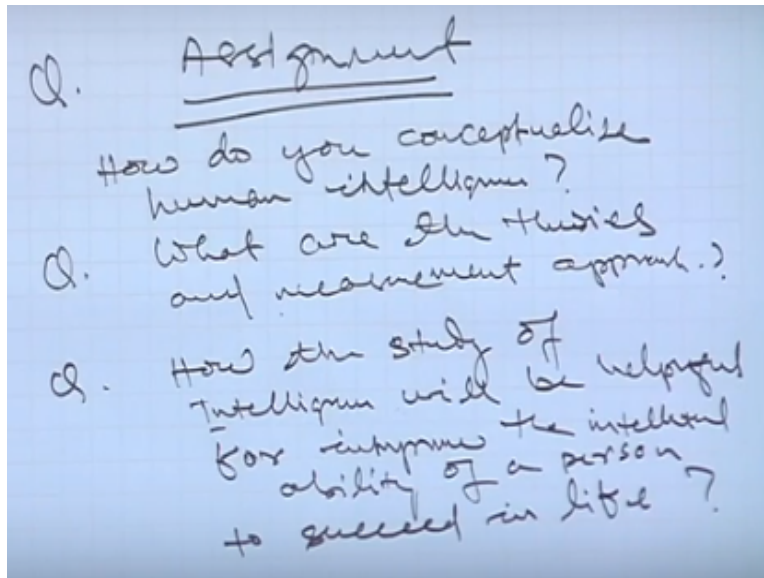 Q. Assignment
How do you conceptualise
human intelligence?
Q. What are the theories
and measurement approach.?
Q. How the study of
Intelligence will be helpful
for the intellectual
ability of a person
to succeed in life?